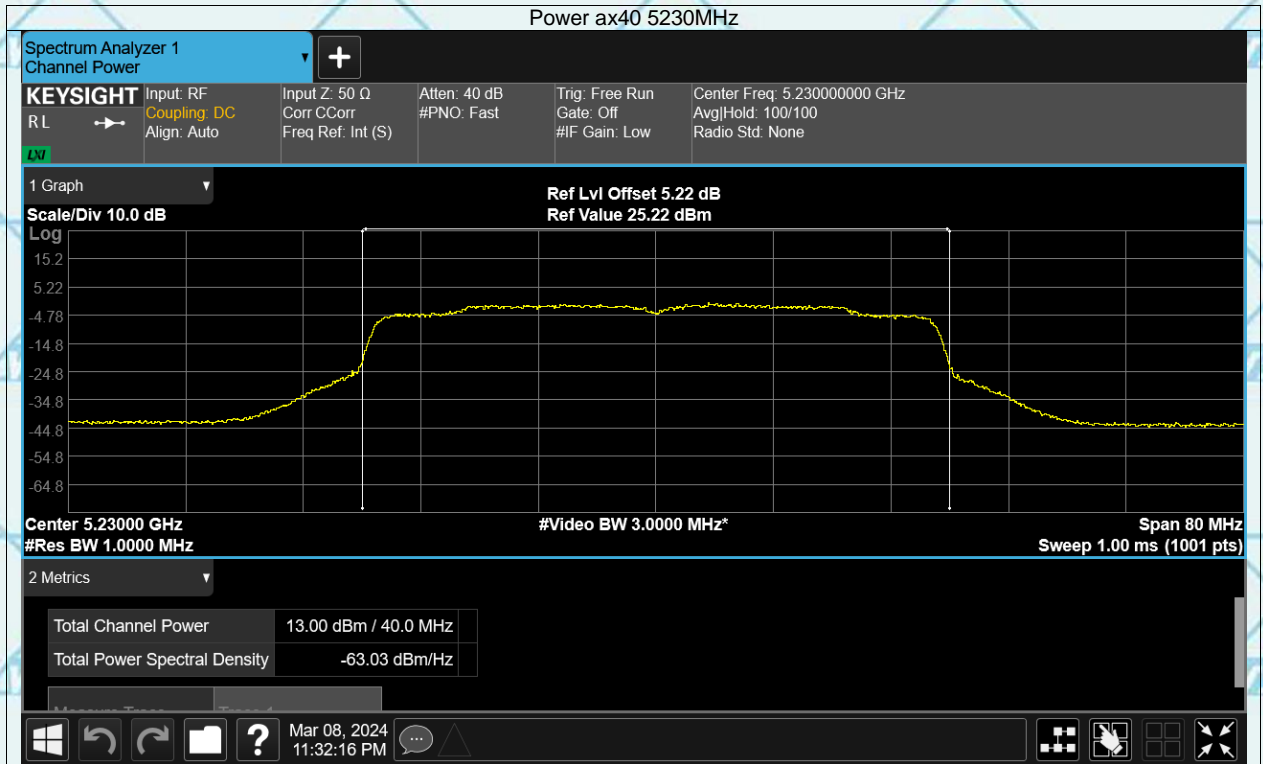 Power ax40 5230MHz
Spectrum Analyzer 1
Channel Power
KEYSIGHT
R L
LXI
Input: RF
Coupling: DC
Align: Auto
Input Z: 50 Ω
Corr CCorr
Freq Ref: Int (S)
Atten: 40 dB
#PNO: Fast
Trig: Free Run
Gate: Off
#IF Gain: Low
Center Freq: 5.230000000 GHz
Avg|Hold: 100/100
Radio Std: None
1 Graph
Scale/Div 10.0 dB
Ref Lvl Offset 5.22 dB
Ref Value 25.22 dBm
Log
15.2
5.22
-4.78
-14.8
-24.8
-34.8
-44.8
-54.8
-64.8
Center 5.23000 GHz
#Res BW 1.0000 MHz
#Video BW 3.0000 MHz*
Span 80 MHz
Sweep 1.00 ms (1001 pts)
2 Metrics
Total Channel Power 13.00 dBm / 40.0 MHz
Total Power Spectral Density -63.03 dBm/Hz
?
Mar 08, 2024
11:32:16 PM